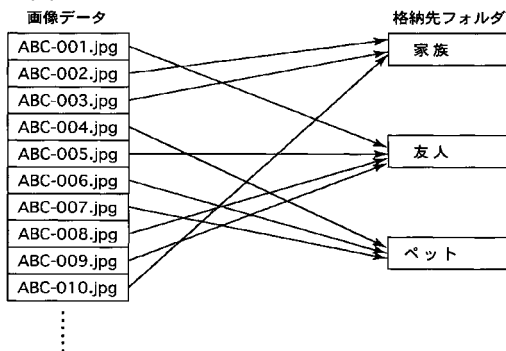 画像データ
ABC-001.jpg
ABC-002.jpg
ABC-003.jpg
ABC-004.jpg
ABC-005.jpg
ABC-006.jpg
ABC-007.jpg
ABC-008.jpg
ABC-009.jpg
ABC-010.jpg
格納先フォルダ
家族
友人
ペット